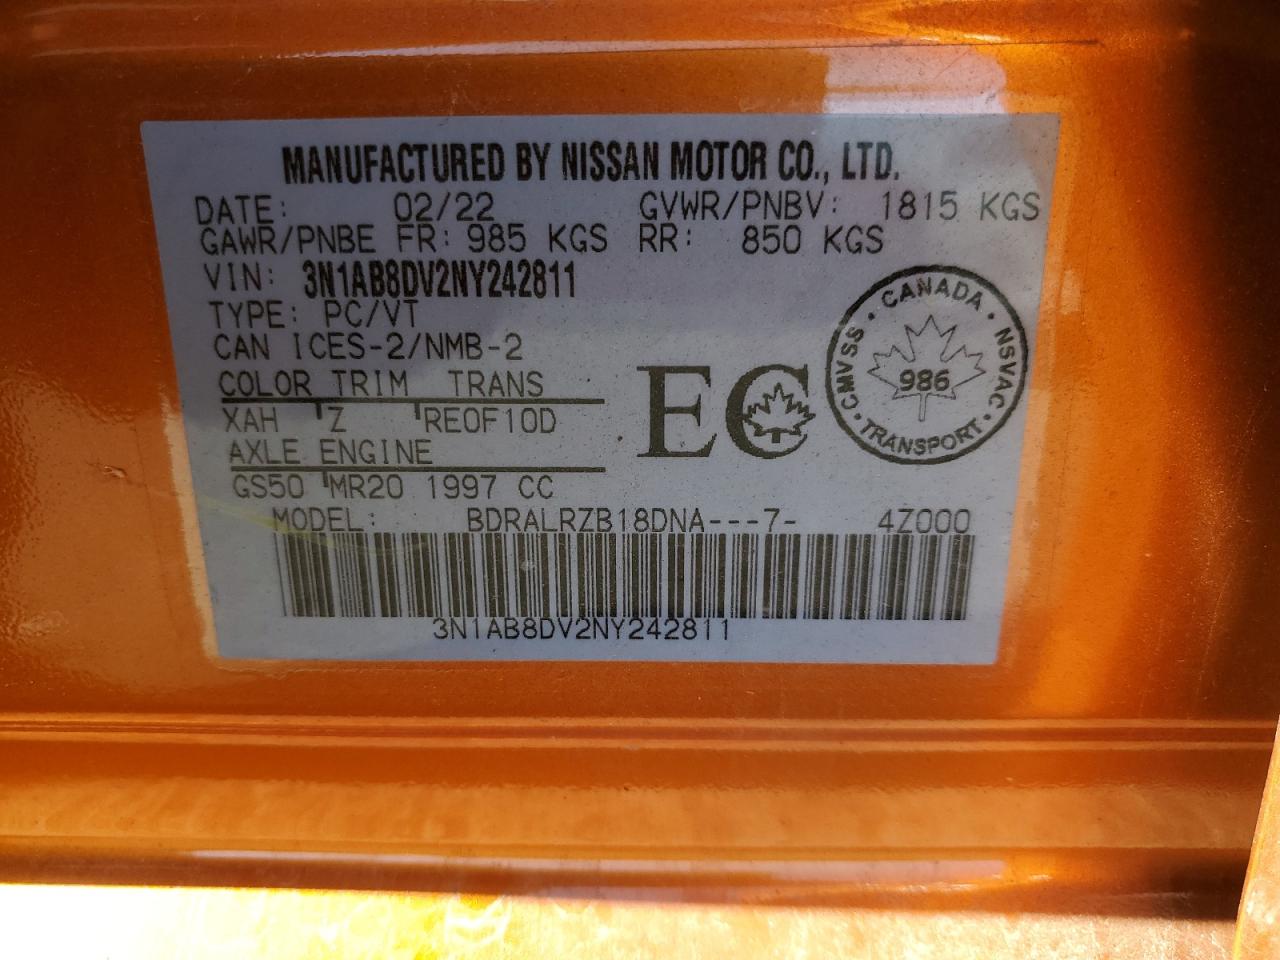 MANUFACTURED BY NISSAN MOTOR CO., LTD.
DATE: 02/22 GVWR/PNBV: 1815 KGS
GAWR/PNBE FR: 985 KGS RR: 850 KGS
VIN: 3N1AB8DV2NY242811
TYPE: PC/VT
CAN ICES-2/NMB-2
COLOR TRIM TRANS
XAH Z RE0F10D
AXLE ENGINE
GS50 MR20 1997 CC
EC
CANADA · NSVAC · TRANSPORT · CMVSS ·
986
MODEL: BDRALRZB18DNA---7- 4Z000
3N1AB8DV2NY242811